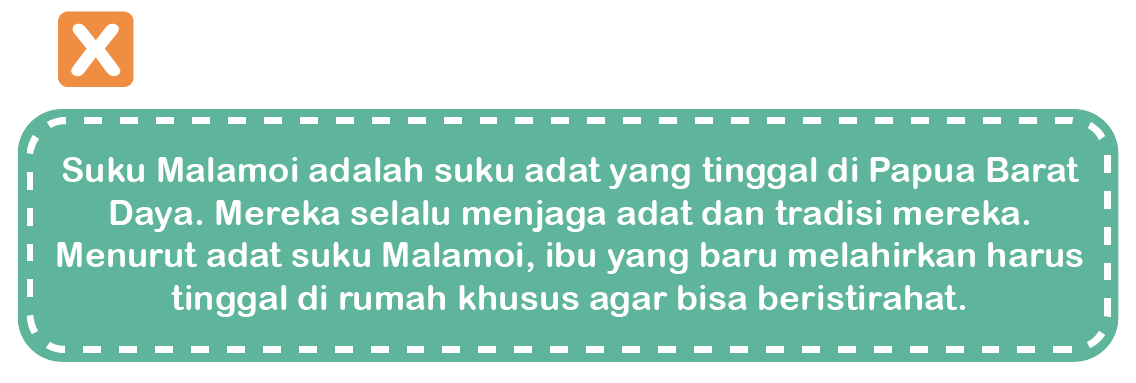 X
Suku Malamoi adalah suku adat yang tinggal di Papua Barat
Daya. Mereka selalu menjaga adat dan tradisi mereka.
Menurut adat suku Malamoi, ibu yang baru melahirkan harus
tinggal di rumah khusus agar bisa beristirahat.